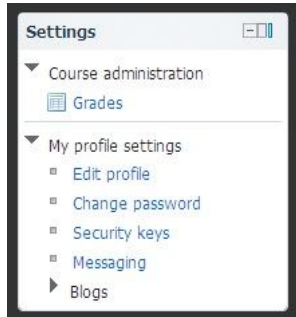 Settings
Course administration
Grades
My profile settings
Edit profile
Change password
Security keys
Messaging
Blogs